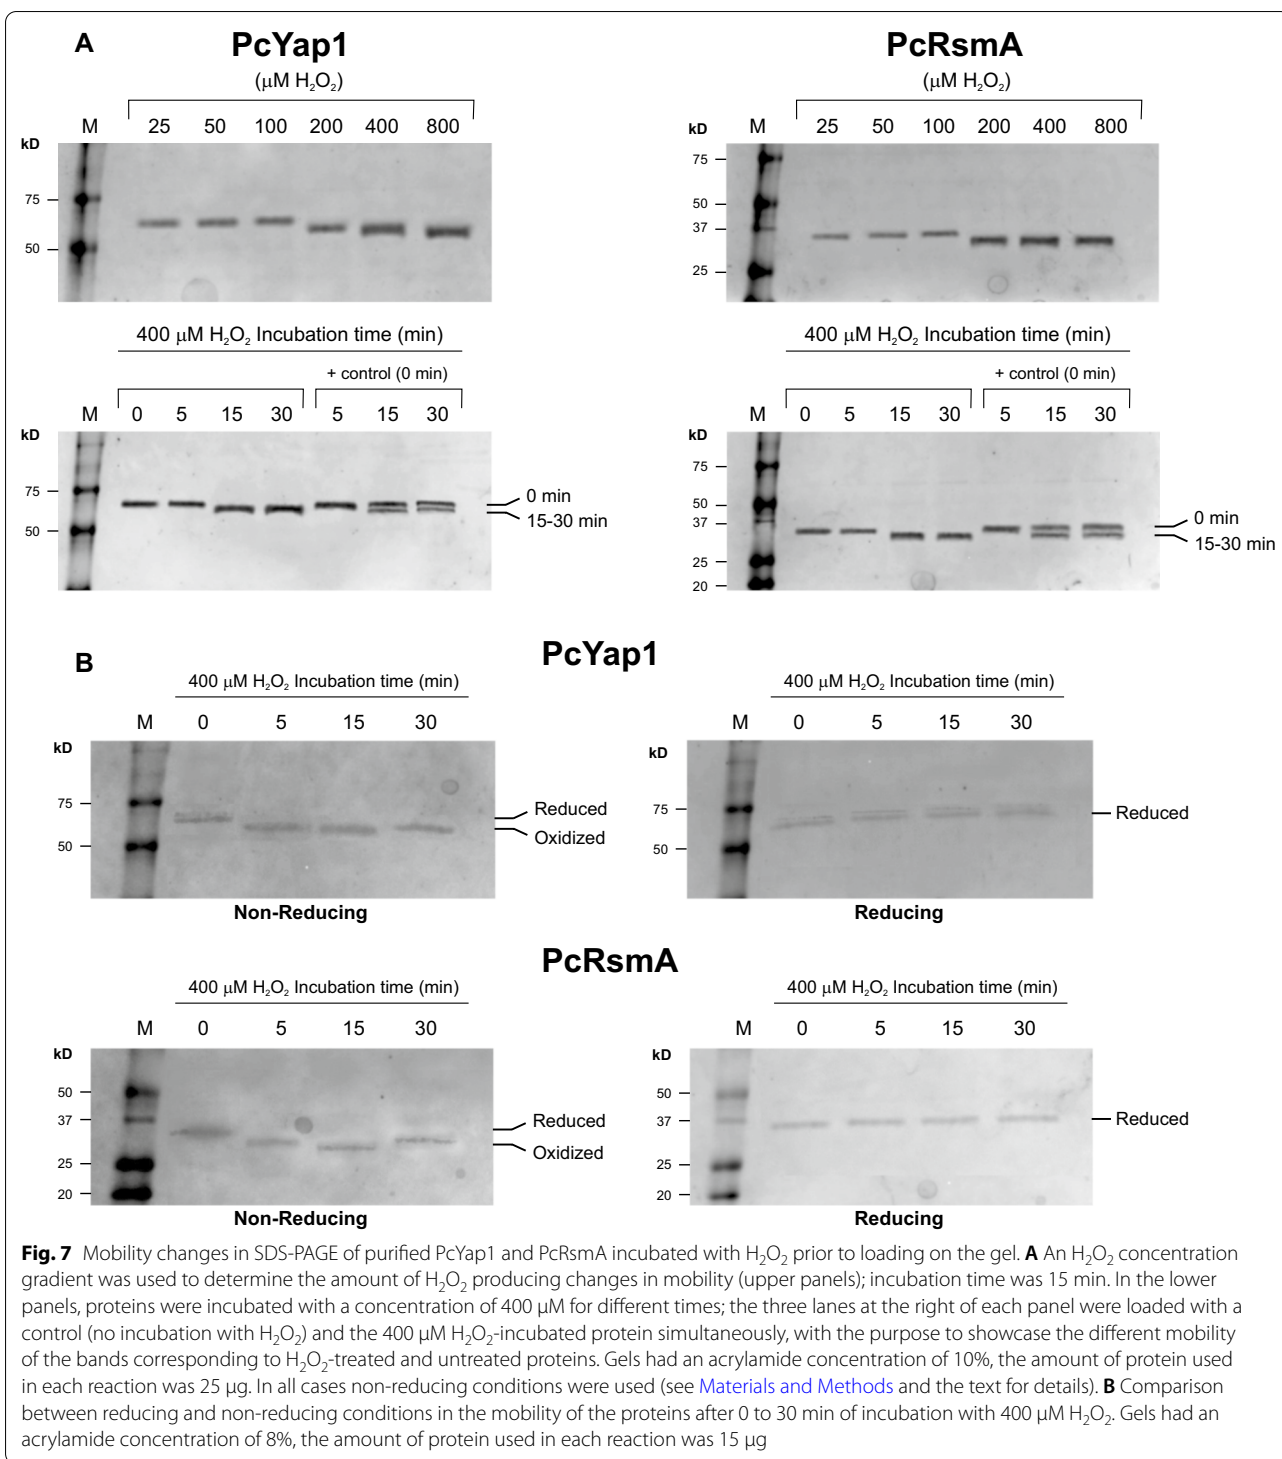 A
PcYap1
(μM H₂O₂)
M 25 50 100 200 400 800
kD
75
50
PcRsmA
(μM H₂O₂)
kD M 25 50 100 200 400 800
75
50
37
25
400 μM H₂O₂ Incubation time (min)
+ control (0 min)
M 0 5 15 30 5 15 30
kD
75
50
0 min
15-30 min
400 μM H₂O₂ Incubation time (min)
+ control (0 min)
M 0 5 15 30 5 15 30
kD
75
50
37
25
20
0 min
15-30 min
B
PcYap1
400 μM H₂O₂ Incubation time (min)
M 0 5 15 30
kD
75
50
Reduced
Oxidized
Non-Reducing
400 μM H₂O₂ Incubation time (min)
M 0 5 15 30
kD
75
50
Reduced
Reducing
PcRsmA
400 μM H₂O₂ Incubation time (min)
M 0 5 15 30
kD
50
37
25
20
Reduced
Oxidized
Non-Reducing
400 μM H₂O₂ Incubation time (min)
M 0 5 15 30
kD
50
37
25
20
Reduced
Reducing
Fig. 7 Mobility changes in SDS-PAGE of purified PcYap1 and PcRsmA incubated with H₂O₂ prior to loading on the gel. A An H₂O₂ concentration
gradient was used to determine the amount of H₂O₂ producing changes in mobility (upper panels); incubation time was 15 min. In the lower
panels, proteins were incubated with a concentration of 400 μM for different times; the three lanes at the right of each panel were loaded with a
control (no incubation with H₂O₂) and the 400 μM H₂O₂-incubated protein simultaneously, with the purpose to showcase the different mobility
of the bands corresponding to H₂O₂-treated and untreated proteins. Gels had an acrylamide concentration of 10%, the amount of protein used
in each reaction was 25 μg. In all cases non-reducing conditions were used (see Materials and Methods and the text for details). B Comparison
between reducing and non-reducing conditions in the mobility of the proteins after 0 to 30 min of incubation with 400 μM H₂O₂. Gels had an
acrylamide concentration of 8%, the amount of protein used in each reaction was 15 μg